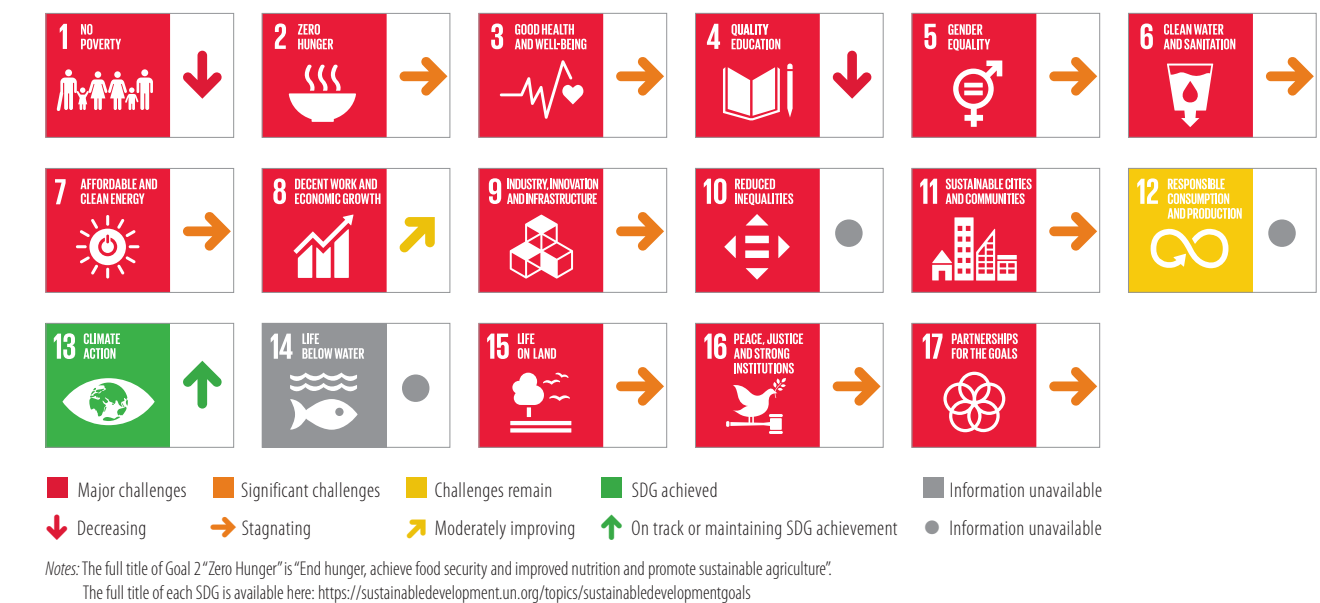 1 NO
POVERTY
2 ZERO
HUNGER
3 GOOD HEALTH
AND WELL-BEING
4 QUALITY
EDUCATION
5 GENDER
EQUALITY
6 CLEAN WATER
AND SANITATION
7 AFFORDABLE AND
CLEAN ENERGY
8 DECENT WORK AND
ECONOMIC GROWTH
9 INDUSTRY, INNOVATION
AND INFRASTRUCTURE
10 REDUCED
INEQUALITIES
11 SUSTAINABLE CITIES
AND COMMUNITIES
12 RESPONSIBLE
CONSUMPTION
AND PRODUCTION
13 CLIMATE
ACTION
14 LIFE
BELOW WATER
15 LIFE
ON LAND
16 PEACE, JUSTICE
AND STRONG
INSTITUTIONS
17 PARTNERSHIPS
FOR THE GOALS
Major challenges Significant challenges Challenges remain SDG achieved Information unavailable
Decreasing Stagnating Moderately improving On track or maintaining SDG achievement Information unavailable
Notes: The full title of Goal 2 “Zero Hunger” is “End hunger, achieve food security and improved nutrition and promote sustainable agriculture”.
The full title of each SDG is available here: https://sustainabledevelopment.un.org/topics/sustainabledevelopmentgoals